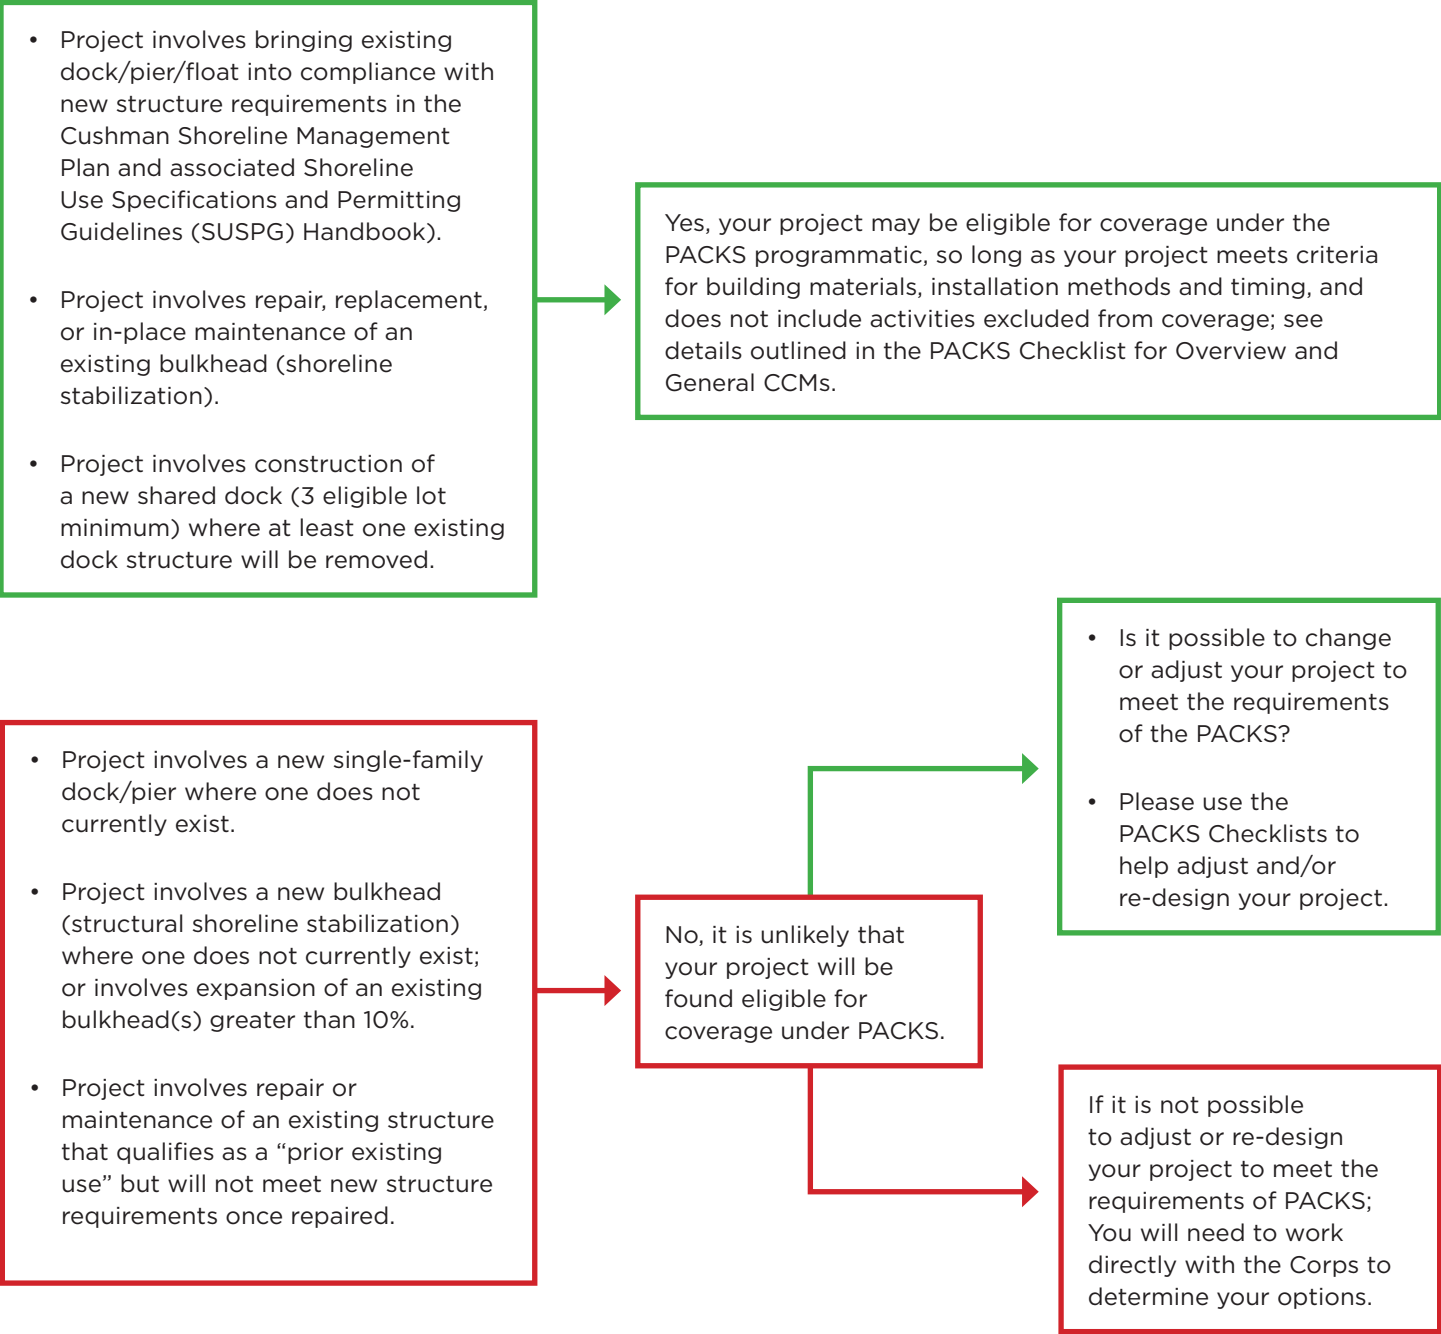 • Project involves bringing existing
dock/pier/float into compliance with
new structure requirements in the
Cushman Shoreline Management
Plan and associated Shoreline
Use Specifications and Permitting
Guidelines (SUSPG) Handbook).
• Project involves repair, replacement,
or in-place maintenance of an
existing bulkhead (shoreline
stabilization).
• Project involves construction of
a new shared dock (3 eligible lot
minimum) where at least one existing
dock structure will be removed.
Yes, your project may be eligible for coverage under the
PACKS programmatic, so long as your project meets criteria
for building materials, installation methods and timing, and
does not include activities excluded from coverage; see
details outlined in the PACKS Checklist for Overview and
General CCMs.
• Project involves a new single-family
dock/pier where one does not
currently exist.
• Project involves a new bulkhead
(structural shoreline stabilization)
where one does not currently exist;
or involves expansion of an existing
bulkhead(s) greater than 10%.
• Project involves repair or
maintenance of an existing structure
that qualifies as a “prior existing
use” but will not meet new structure
requirements once repaired.
No, it is unlikely that
your project will be
found eligible for
coverage under PACKS.
• Is it possible to change
or adjust your project to
meet the requirements
of the PACKS?
• Please use the
PACKS Checklists to
help adjust and/or
re-design your project.
If it is not possible
to adjust or re-design
your project to meet the
requirements of PACKS;
You will need to work
directly with the Corps to
determine your options.